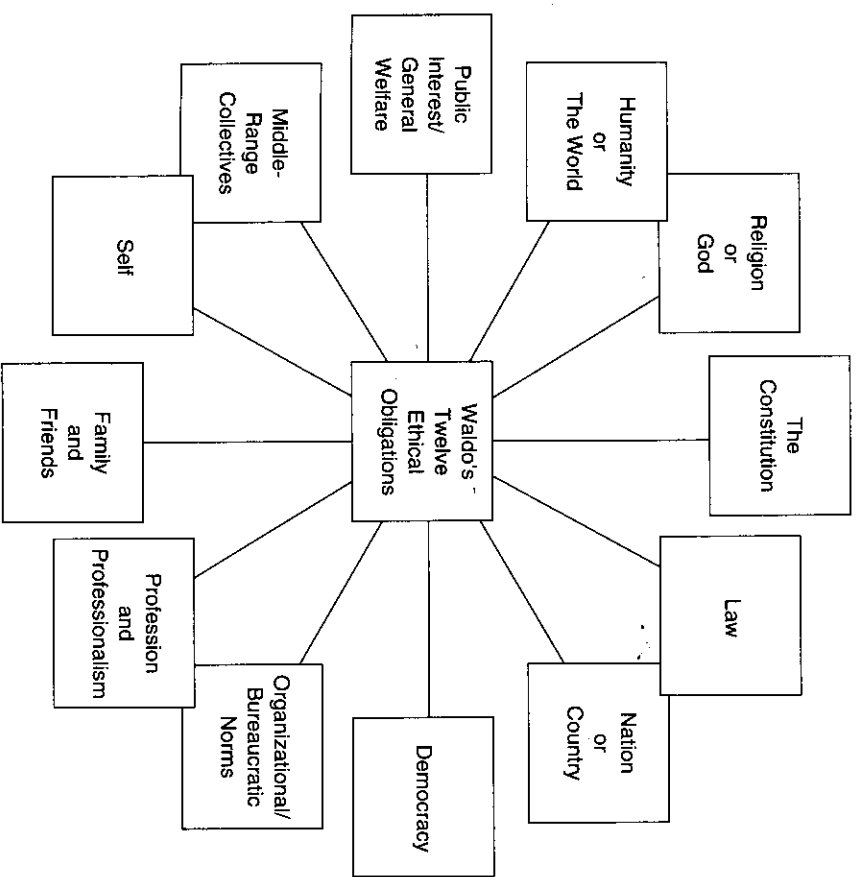 Waldo's
Twelve
Ethical
Obligations
The
Constitution
Law
Nation
or
Country
Democracy
Organizational/
Bureaucratic
Norms
Profession
and
Professionalism
Family
and
Friends
Self
Middle-
Range
Collectives
Public
Interest/
General
Welfare
Humanity
or
The World
Religion
or
God